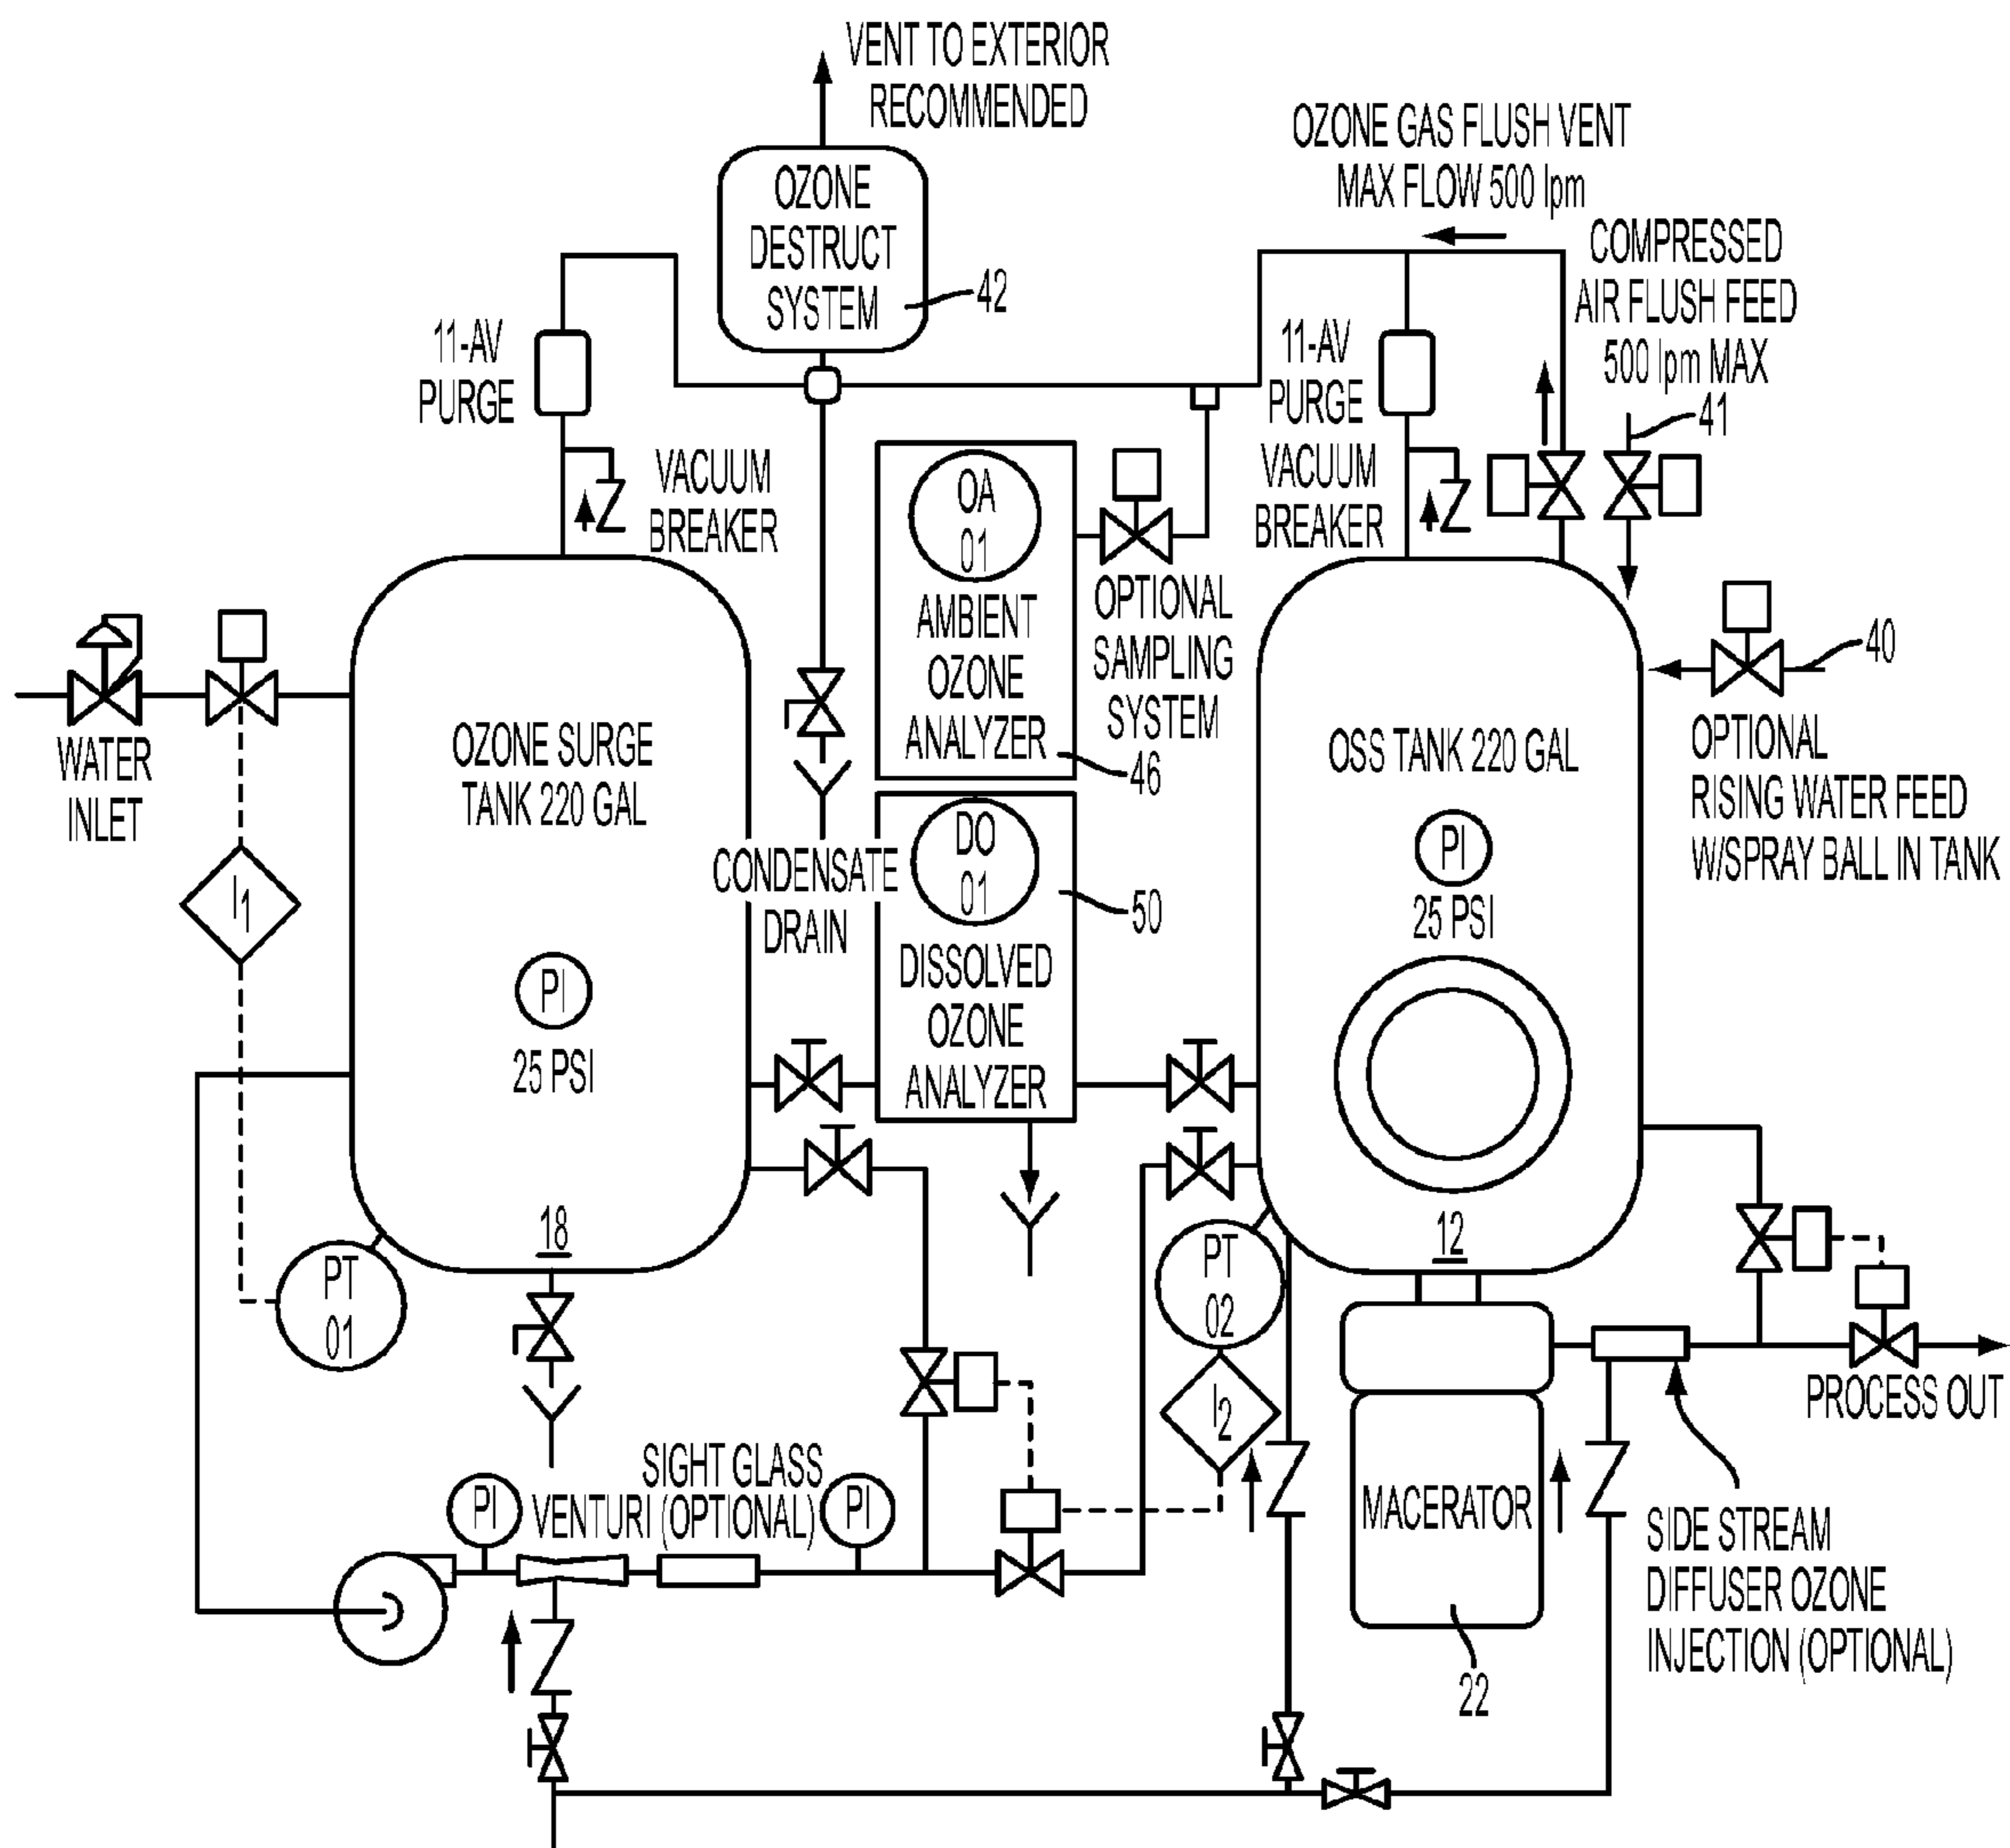 VENT TO EXTERIOR
RECOMMENDED
OZONE GAS FLUSH VENT
MAX FLOW 500 lpm
OZONE
DESTRUCT
SYSTEM
42
COMPRESSED
AIR FLUSH FEED
500 lpm MAX
41
11-AV
PURGE
11-AV
PURGE
VACUUM
BREAKER
VACUUM
BREAKER
OA
01
AMBIENT
OZONE
ANALYZER
46
OPTIONAL
SAMPLING
SYSTEM
40
WATER
INLET
OZONE SURGE
TANK 220 GAL
OSS TANK 220 GAL
OPTIONAL
RISING WATER FEED
W/SPRAY BALL IN TANK
PI
25 PSI
I1
CONDENSATE
DRAIN
DO
01
50
DISSOLVED
OZONE
ANALYZER
PI
25 PSI
18
12
PT
01
PT
02
I2
PROCESS OUT
SIGHT GLASS
VENTURI (OPTIONAL)
PI
PI
MACERATOR
22
SIDE STREAM
DIFFUSER OZONE
INJECTION (OPTIONAL)